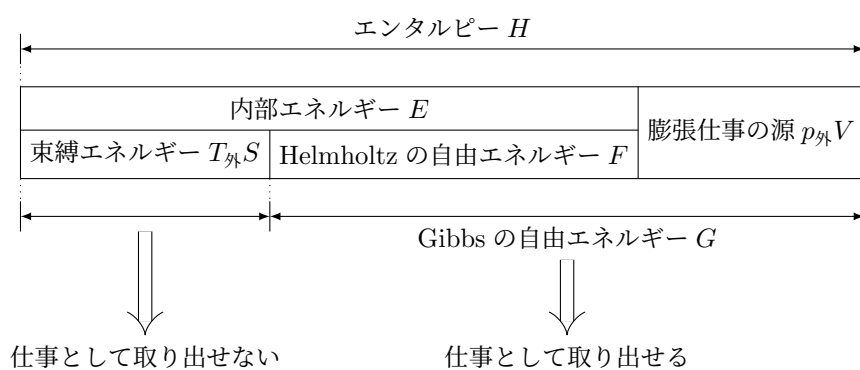 エンタルピー H
内部エネルギー E
膨張仕事の源 p外V
束縛エネルギー T外S
Helmholtz の自由エネルギー F
Gibbs の自由エネルギー G
仕事として取り出せない
仕事として取り出せる